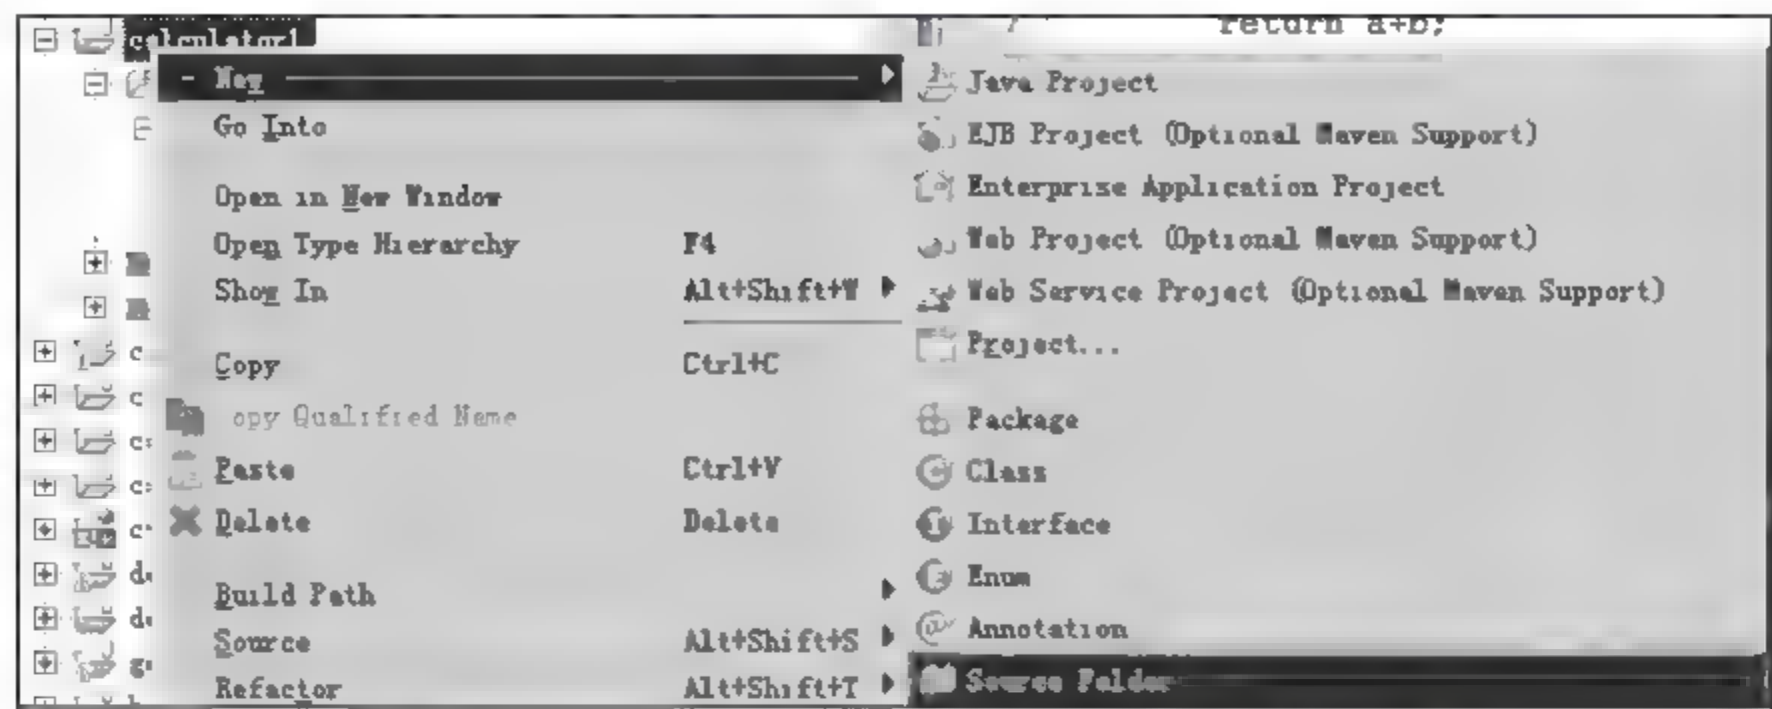 calculator1
return a+b;
New
Go Into
Open in New Window
Open Type Hierarchy F4
Show In Alt+Shift+W
Copy Ctrl+C
opy Qualified Name
Paste Ctrl+V
Delete Delete
Build Path
Source Alt+Shift+S
Refactor Alt+Shift+T
Java Project
EJB Project (Optional Maven Support)
Enterprise Application Project
Web Project (Optional Maven Support)
Web Service Project (Optional Maven Support)
Project...
Package
Class
Interface
Enum
Annotation
Source Folder